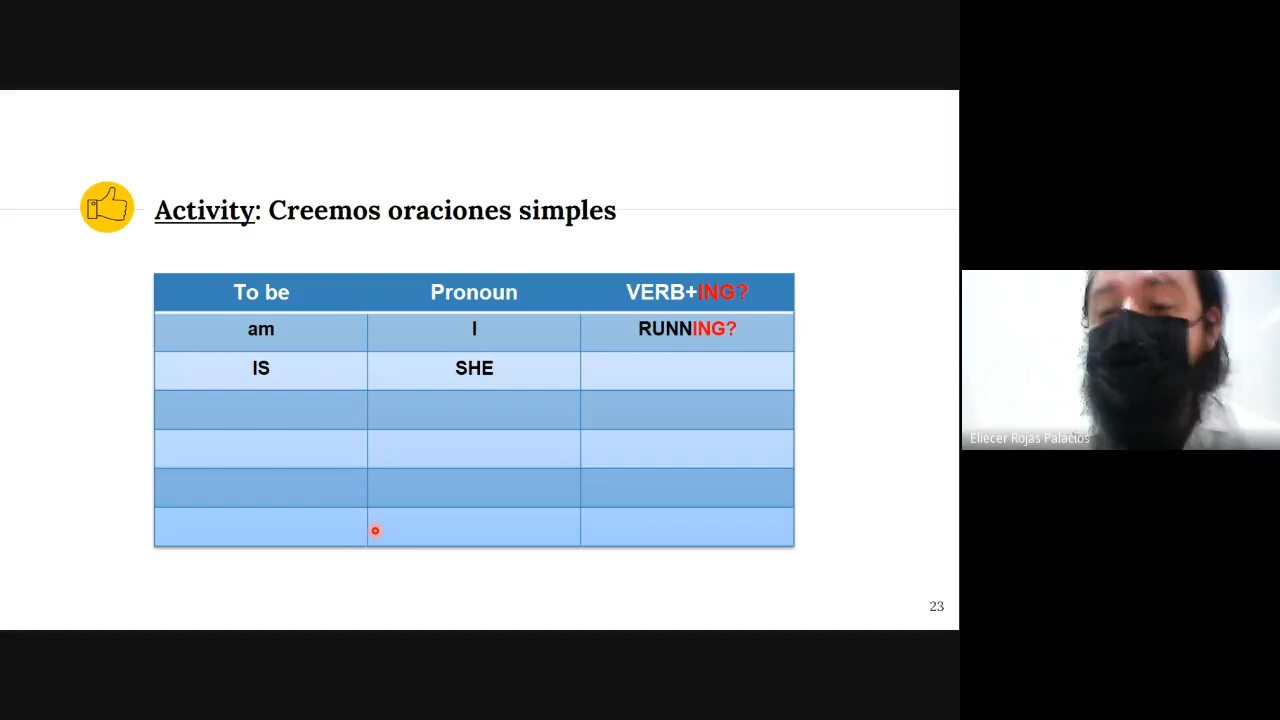 Activity: Creemos oraciones simples
To be Pronoun VERB+ING?
am I RUNNING?
IS SHE
23
Eliecer Rojas Palacios